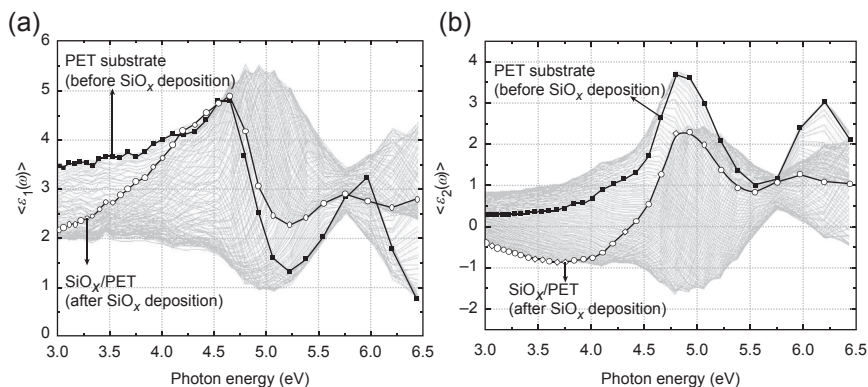 (a)
6
5
4
3
2
1
0
<ε₁(ω)>
PET substrate
(before SiOₓ deposition)
SiOₓ/PET
(after SiOₓ deposition)
3.0 3.5 4.0 4.5 5.0 5.5 6.0 6.5
Photon energy (eV)
(b)
4
3
2
1
0
−1
−2
<ε₂(ω)>
PET substrate
(before SiOₓ deposition)
SiOₓ/PET
(after SiOₓ deposition)
3.0 3.5 4.0 4.5 5.0 5.5 6.0 6.5
Photon energy (eV)